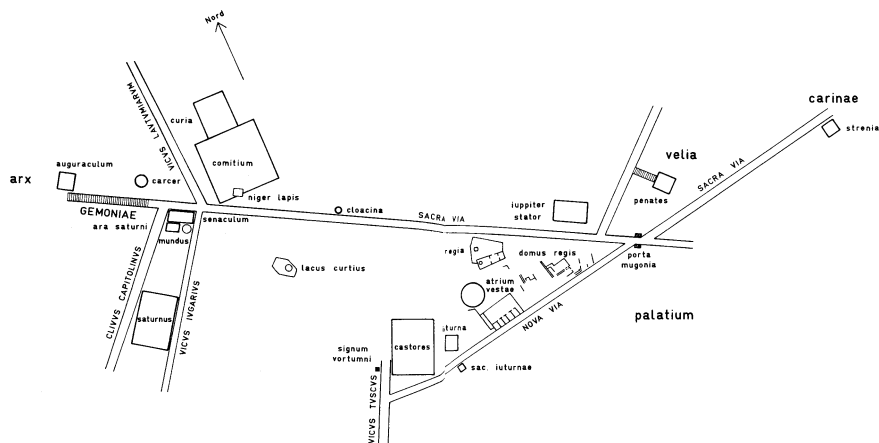 Nord
carinae
strenia
VICVS LAVTVMIARVM
curia
comitium
auguraculum
arx
carcer
niger lapis
velia
penates
SACRA VIA
iuppiter
stator
cloacina
SACRA VIA
GEMONIAE
senaculum
ara saturni
mundus
regia
domus regis
porta
mugonia
lacus curtius
atrium
vestae
CLIVVS CAPITOLINVS
saturnus
VICVS IVGARIVS
NOVA VIA
palatium
iturna
signum
vortumni
castores
sac. iuturnae
VICVS TVSCVS